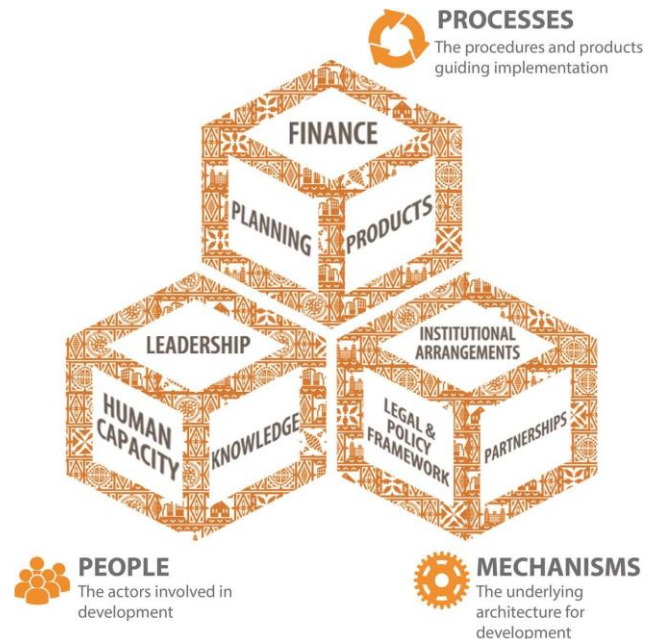 PROCESSES
The procedures and products
guiding implementation
FINANCE
PLANNING
PRODUCTS
LEADERSHIP
HUMAN
CAPACITY
KNOWLEDGE
INSTITUTIONAL
ARRANGEMENTS
LEGAL &
POLICY
FRAMEWORK
PARTNERSHIPS
PEOPLE
The actors involved in
development
MECHANISMS
The underlying
architecture for
development